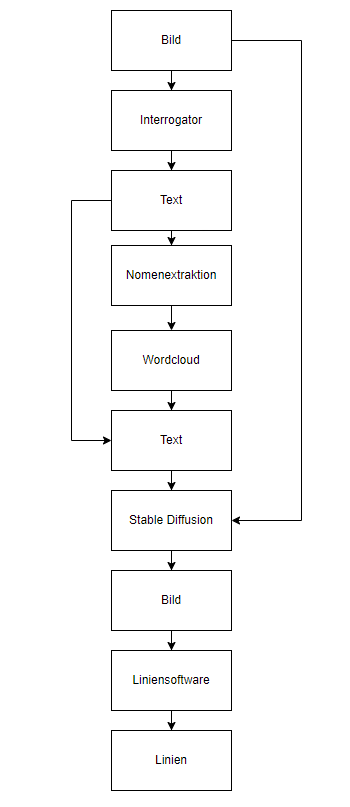 Bild
Interrogator
Text
Nomenextraktion
Wordcloud
Text
Stable Diffusion
Bild
Liniensoftware
Linien